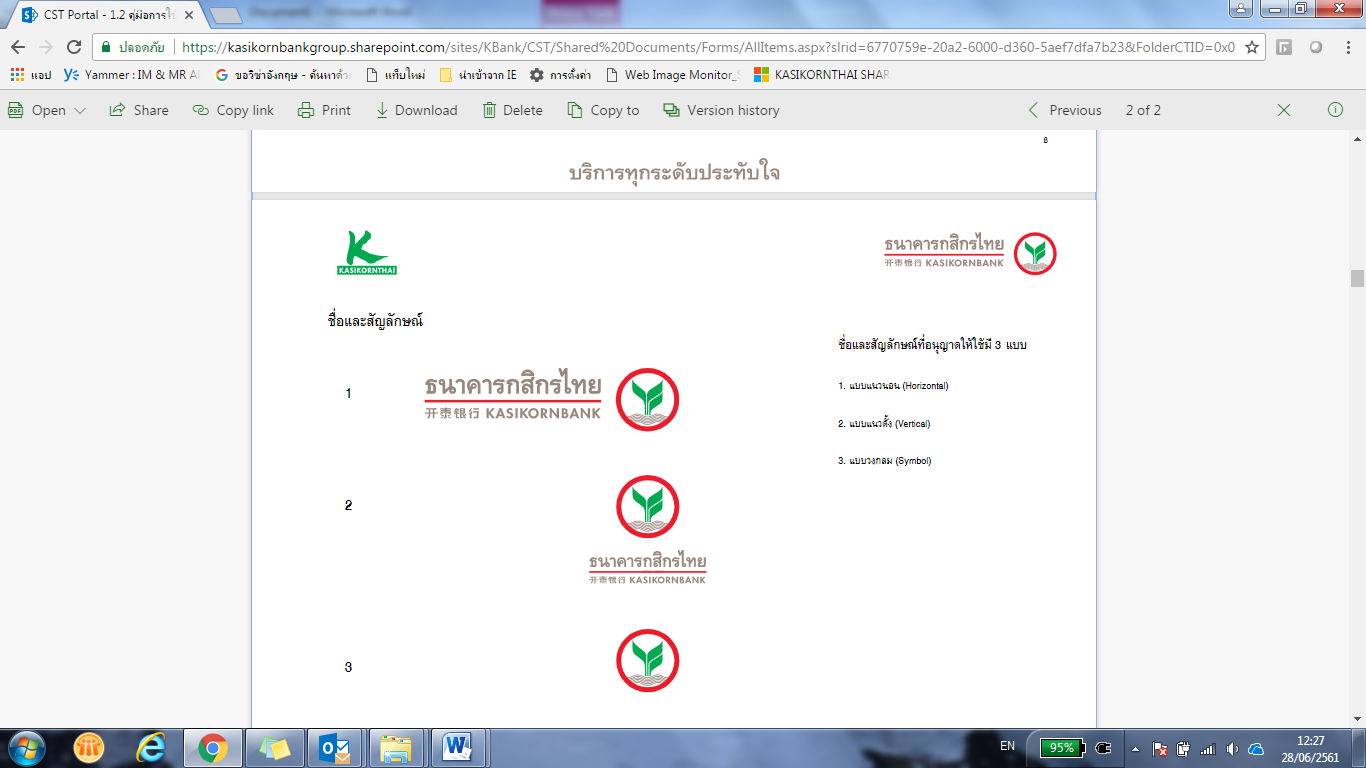 CST Portal - 1.2 คู่มือการใช้
Document1 - Microsoft Word
ปลอดภัย https://kasikornbankgroup.sharepoint.com/sites/KBank/CST/Shared%20Documents/Forms/AllItems.aspx?slrid=6770759e-20a2-6000-d360-5aef7dfa7b23&FolderCTID=0x0
แอป Yammer : IM & MR A ขอวีซ่าอังกฤษ - ค้นหาด้วย แท็บใหม่ นำเข้าจาก IE การตั้งค่า Web Image Monitor_S KASIKORNTHAI SHAR
Open Share Copy link Print Download Delete Copy to Version history Previous 2 of 2
8
บริการทุกระดับประทับใจ
K
KASIKORNTHAI
ธนาคารกสิกรไทย
开泰银行 KASIKORNBANK
ชื่อและสัญลักษณ์
ชื่อและสัญลักษณ์ที่อนุญาตให้ใช้มี 3 แบบ
1. แบบแนวนอน (Horizontal)
2. แบบแนวตั้ง (Vertical)
3. แบบวงกลม (Symbol)
1
ธนาคารกสิกรไทย
开泰银行 KASIKORNBANK
2
ธนาคารกสิกรไทย
开泰银行 KASIKORNBANK
3
EN 95% 12:27
28/06/2561